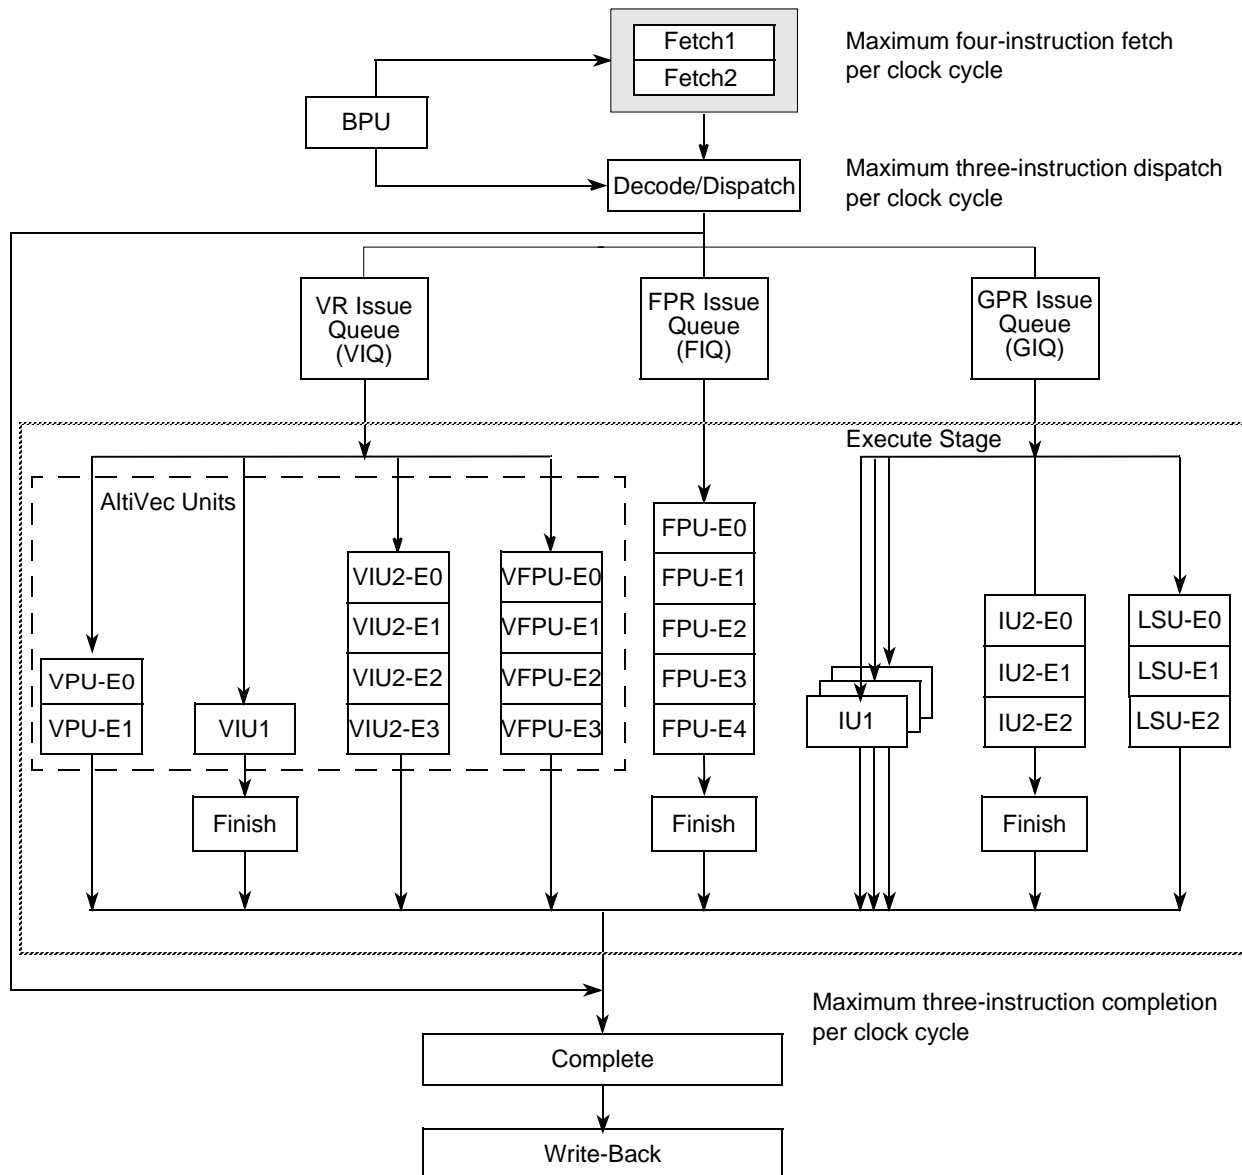 Fetch1
Fetch2
Maximum four-instruction fetch
per clock cycle
BPU
Decode/Dispatch
Maximum three-instruction dispatch
per clock cycle
VR Issue
Queue
(VIQ)
FPR Issue
Queue
(FIQ)
GPR Issue
Queue
(GIQ)
Execute Stage
AltiVec Units
VPU-E0
VPU-E1
VIU1
VIU2-E0
VIU2-E1
VIU2-E2
VIU2-E3
VFPU-E0
VFPU-E1
VFPU-E2
VFPU-E3
FPU-E0
FPU-E1
FPU-E2
FPU-E3
FPU-E4
IU1
IU2-E0
IU2-E1
IU2-E2
LSU-E0
LSU-E1
LSU-E2
Finish
Finish
Finish
Maximum three-instruction completion
per clock cycle
Complete
Write-Back